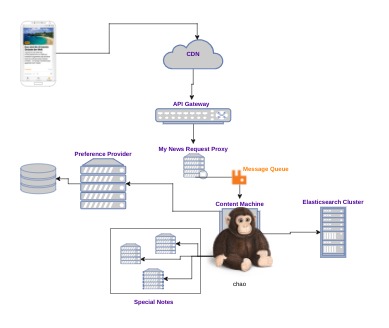 CDN
API Gateway
My News Request Proxy
Message Queue
Preference Provider
Content Machine
Elasticsearch Cluster
chao
Special Notes